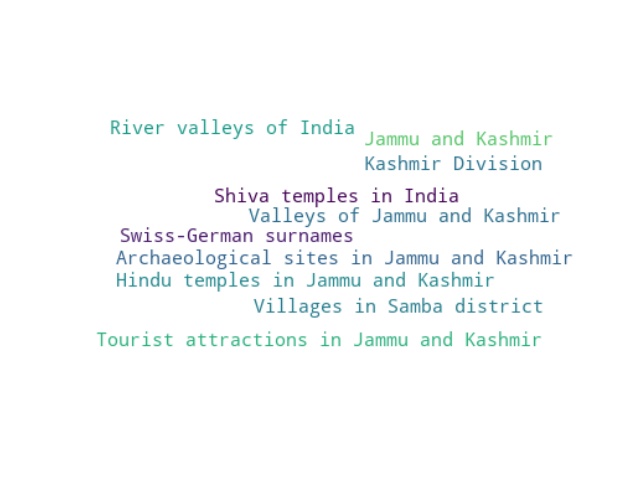 River valleys of India
Jammu and Kashmir
Kashmir Division
Shiva temples in India
Valleys of Jammu and Kashmir
Swiss-German surnames
Archaeological sites in Jammu and Kashmir
Hindu temples in Jammu and Kashmir
Villages in Samba district
Tourist attractions in Jammu and Kashmir